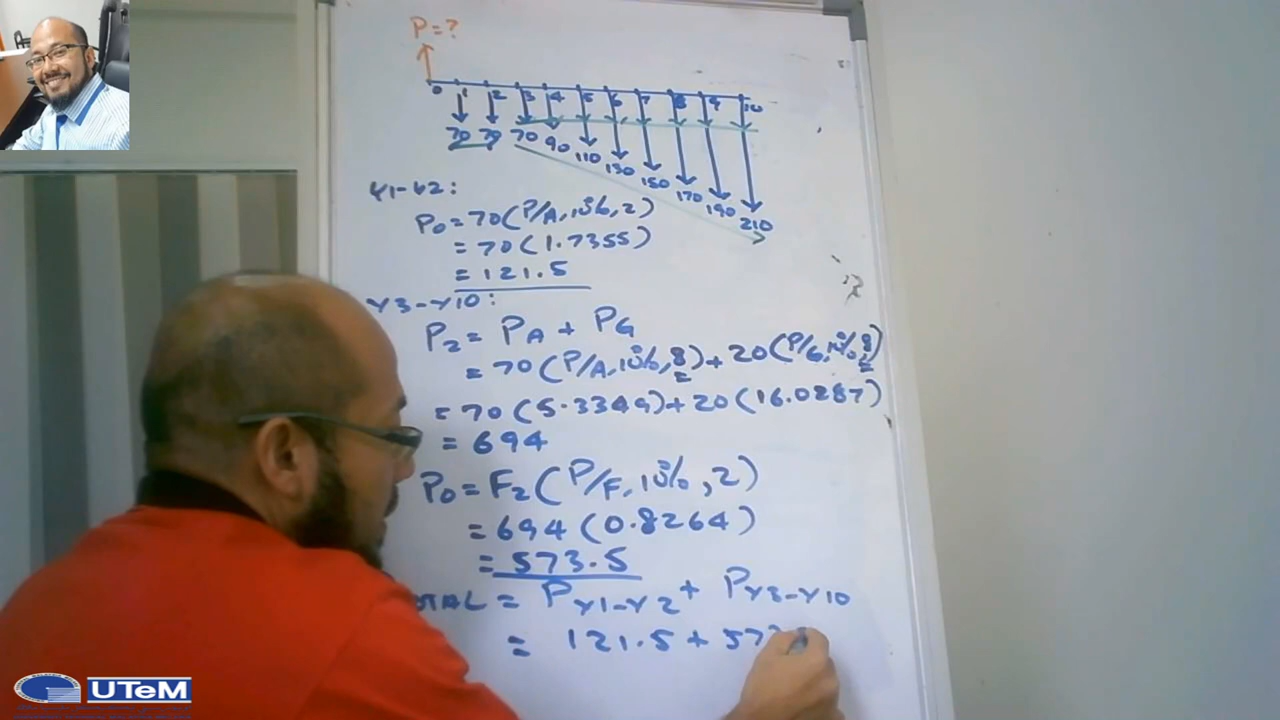 P=?
0 1 2 3 4 5 6 7 8 9 10
70 70 70 90 110 130 150 170 190 210
Y1-Y2:
P0=70(P/A,10%,2)
=70(1.7355)
=121.5
Y3-Y10:
P2= PA + PG
=70(P/A,10%,8)+20(P/G,10%,8)
=70(5.3349)+20(16.0287)
=694
P0=F2(P/F,10%,2)
=694(0.8264)
=573.5
OTAL = PY1-Y2+ PY3-Y10
= 121.5+57
UTeM